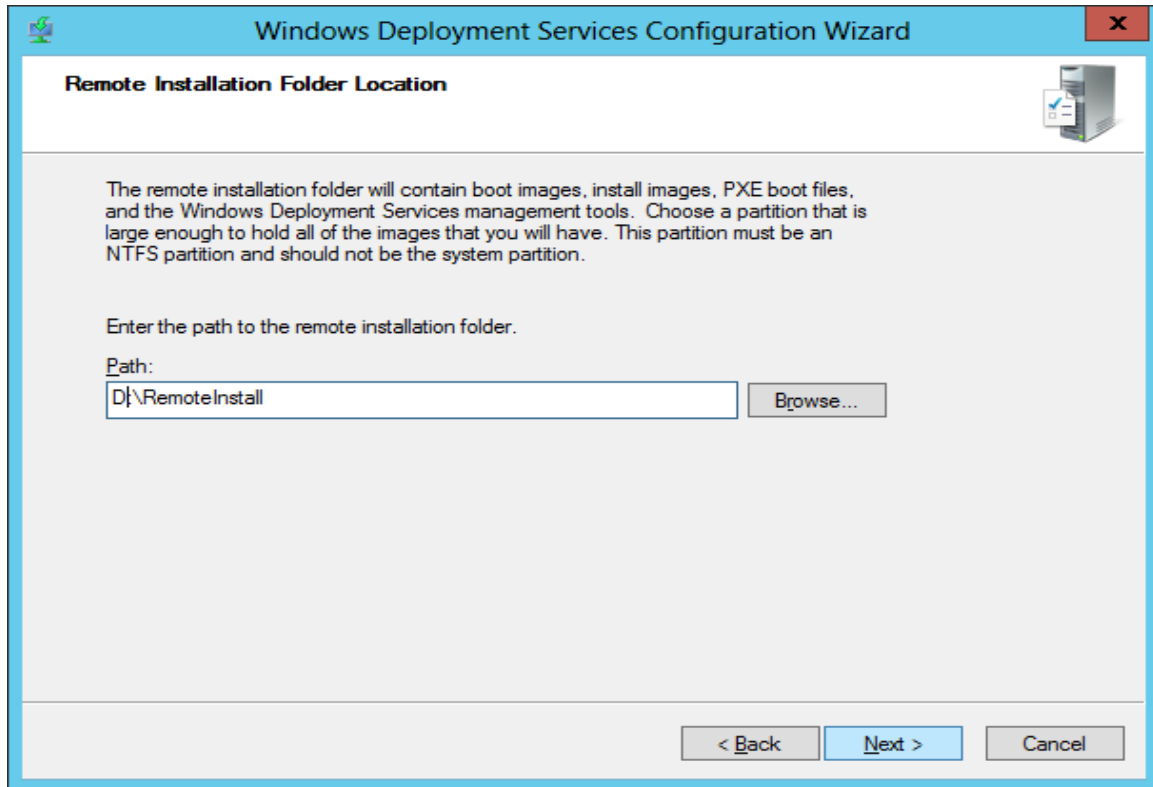 Windows Deployment Services Configuration Wizard
x
Remote Installation Folder Location
The remote installation folder will contain boot images, install images, PXE boot files,
and the Windows Deployment Services management tools. Choose a partition that is
large enough to hold all of the images that you will have. This partition must be an
NTFS partition and should not be the system partition.
Enter the path to the remote installation folder.
Path:
D:\RemoteInstall
Browse...
< Back
Next >
Cancel